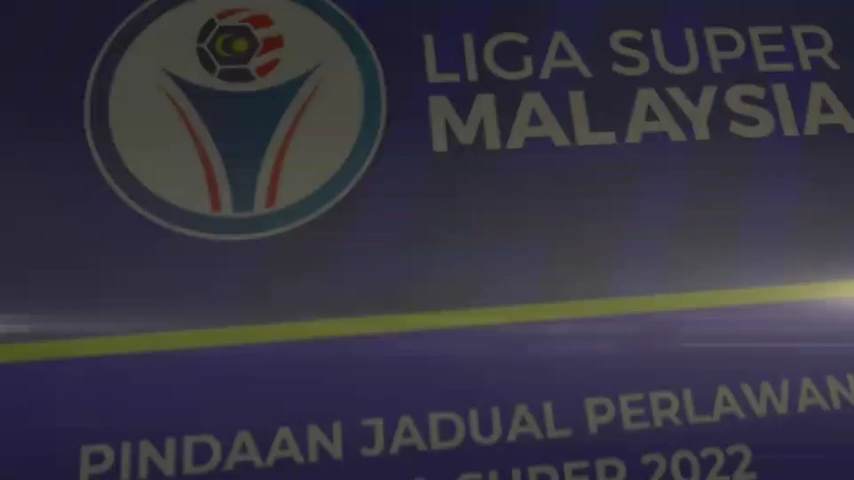 LIGA SUPER
MALAYSIA
PINDAAN JADUAL PERLAWAN
SUPER 2022